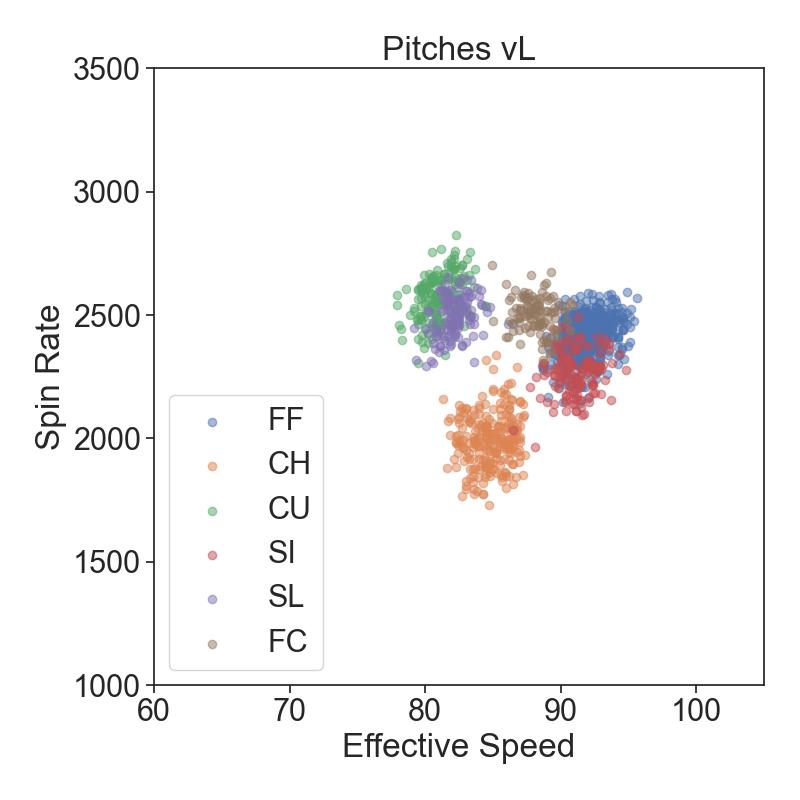 Pitches vL
3500
3000
2500
2000
1500
1000
Spin Rate
FF
CH
CU
SI
SL
FC
60 70 80 90 100
Effective Speed